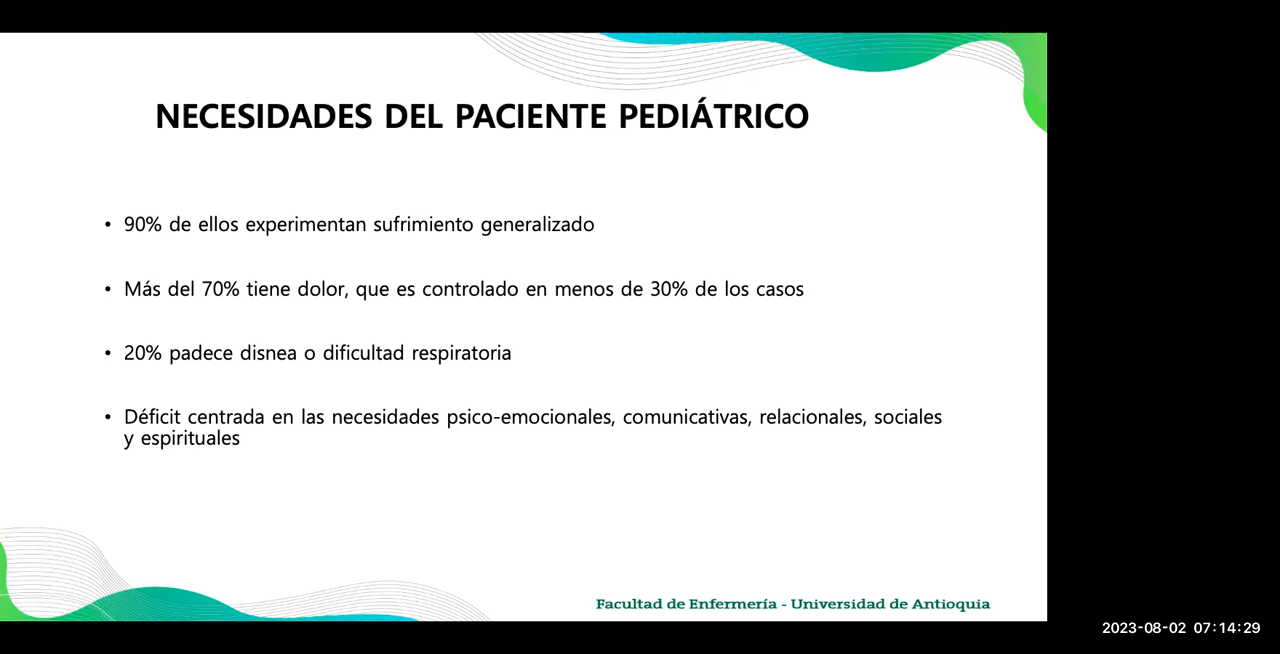 NECESIDADES DEL PACIENTE PEDIÁTRICO
• 90% de ellos experimentan sufrimiento generalizado
• Más del 70% tiene dolor, que es controlado en menos de 30% de los casos
• 20% padece disnea o dificultad respiratoria
• Déficit centrada en las necesidades psico-emocionales, comunicativas, relacionales, sociales
y espirituales
Facultad de Enfermería - Universidad de Antioquia
2023-08-02 07:14:29